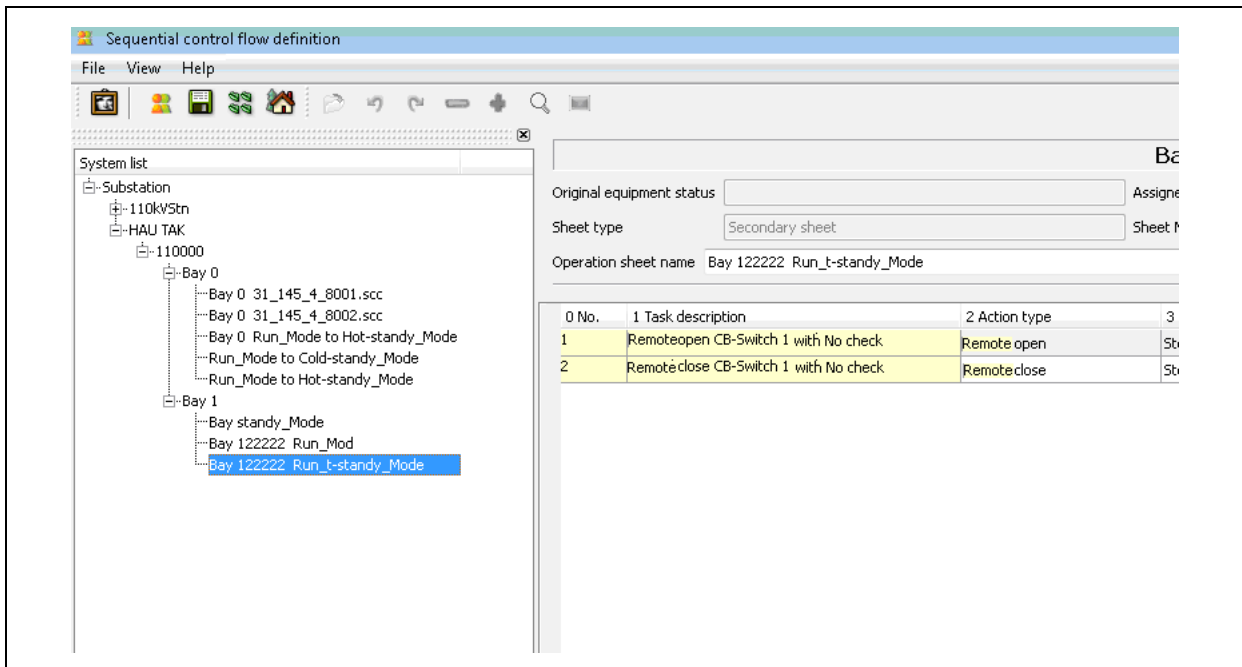 Sequential control flow definition
File View Help
System list
Substation
110kVStn
HAU TAK
110000
Bay 0
Bay 0 31_145_4_8001.scc
Bay 0 31_145_4_8002.scc
Bay 0 Run_Mode to Hot-standy_Mode
Run_Mode to Cold-standy_Mode
Run_Mode to Hot-standy_Mode
Bay 1
Bay standy_Mode
Bay 122222 Run_Mod
Bay 122222 Run_t-standy_Mode
Ba
Original equipment status Assigne
Sheet type Secondary sheet Sheet
Operation sheet name Bay 122222 Run_t-standy_Mode
0 No. 1 Task description 2 Action type 3
1 Remoteopen CB-Switch 1 with No check Remote open
2 Remoteclose CB-Switch 1 with No check Remoteclose